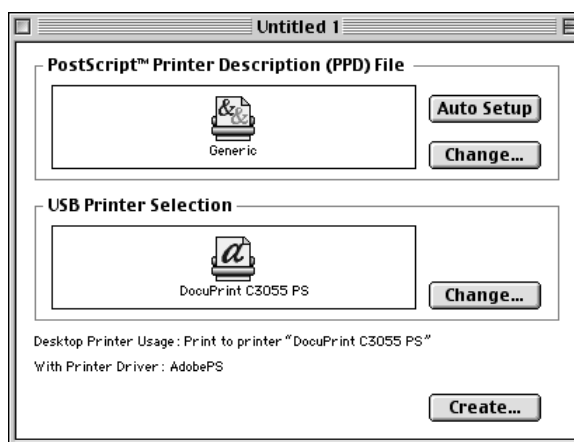 Untitled 1
PostScript™ Printer Description (PPD) File
Generic
Auto Setup
Change...
USB Printer Selection
DocuPrint C3055 PS
Change...
Desktop Printer Usage: Print to printer “DocuPrint C3055 PS”
With Printer Driver: AdobePS
Create...